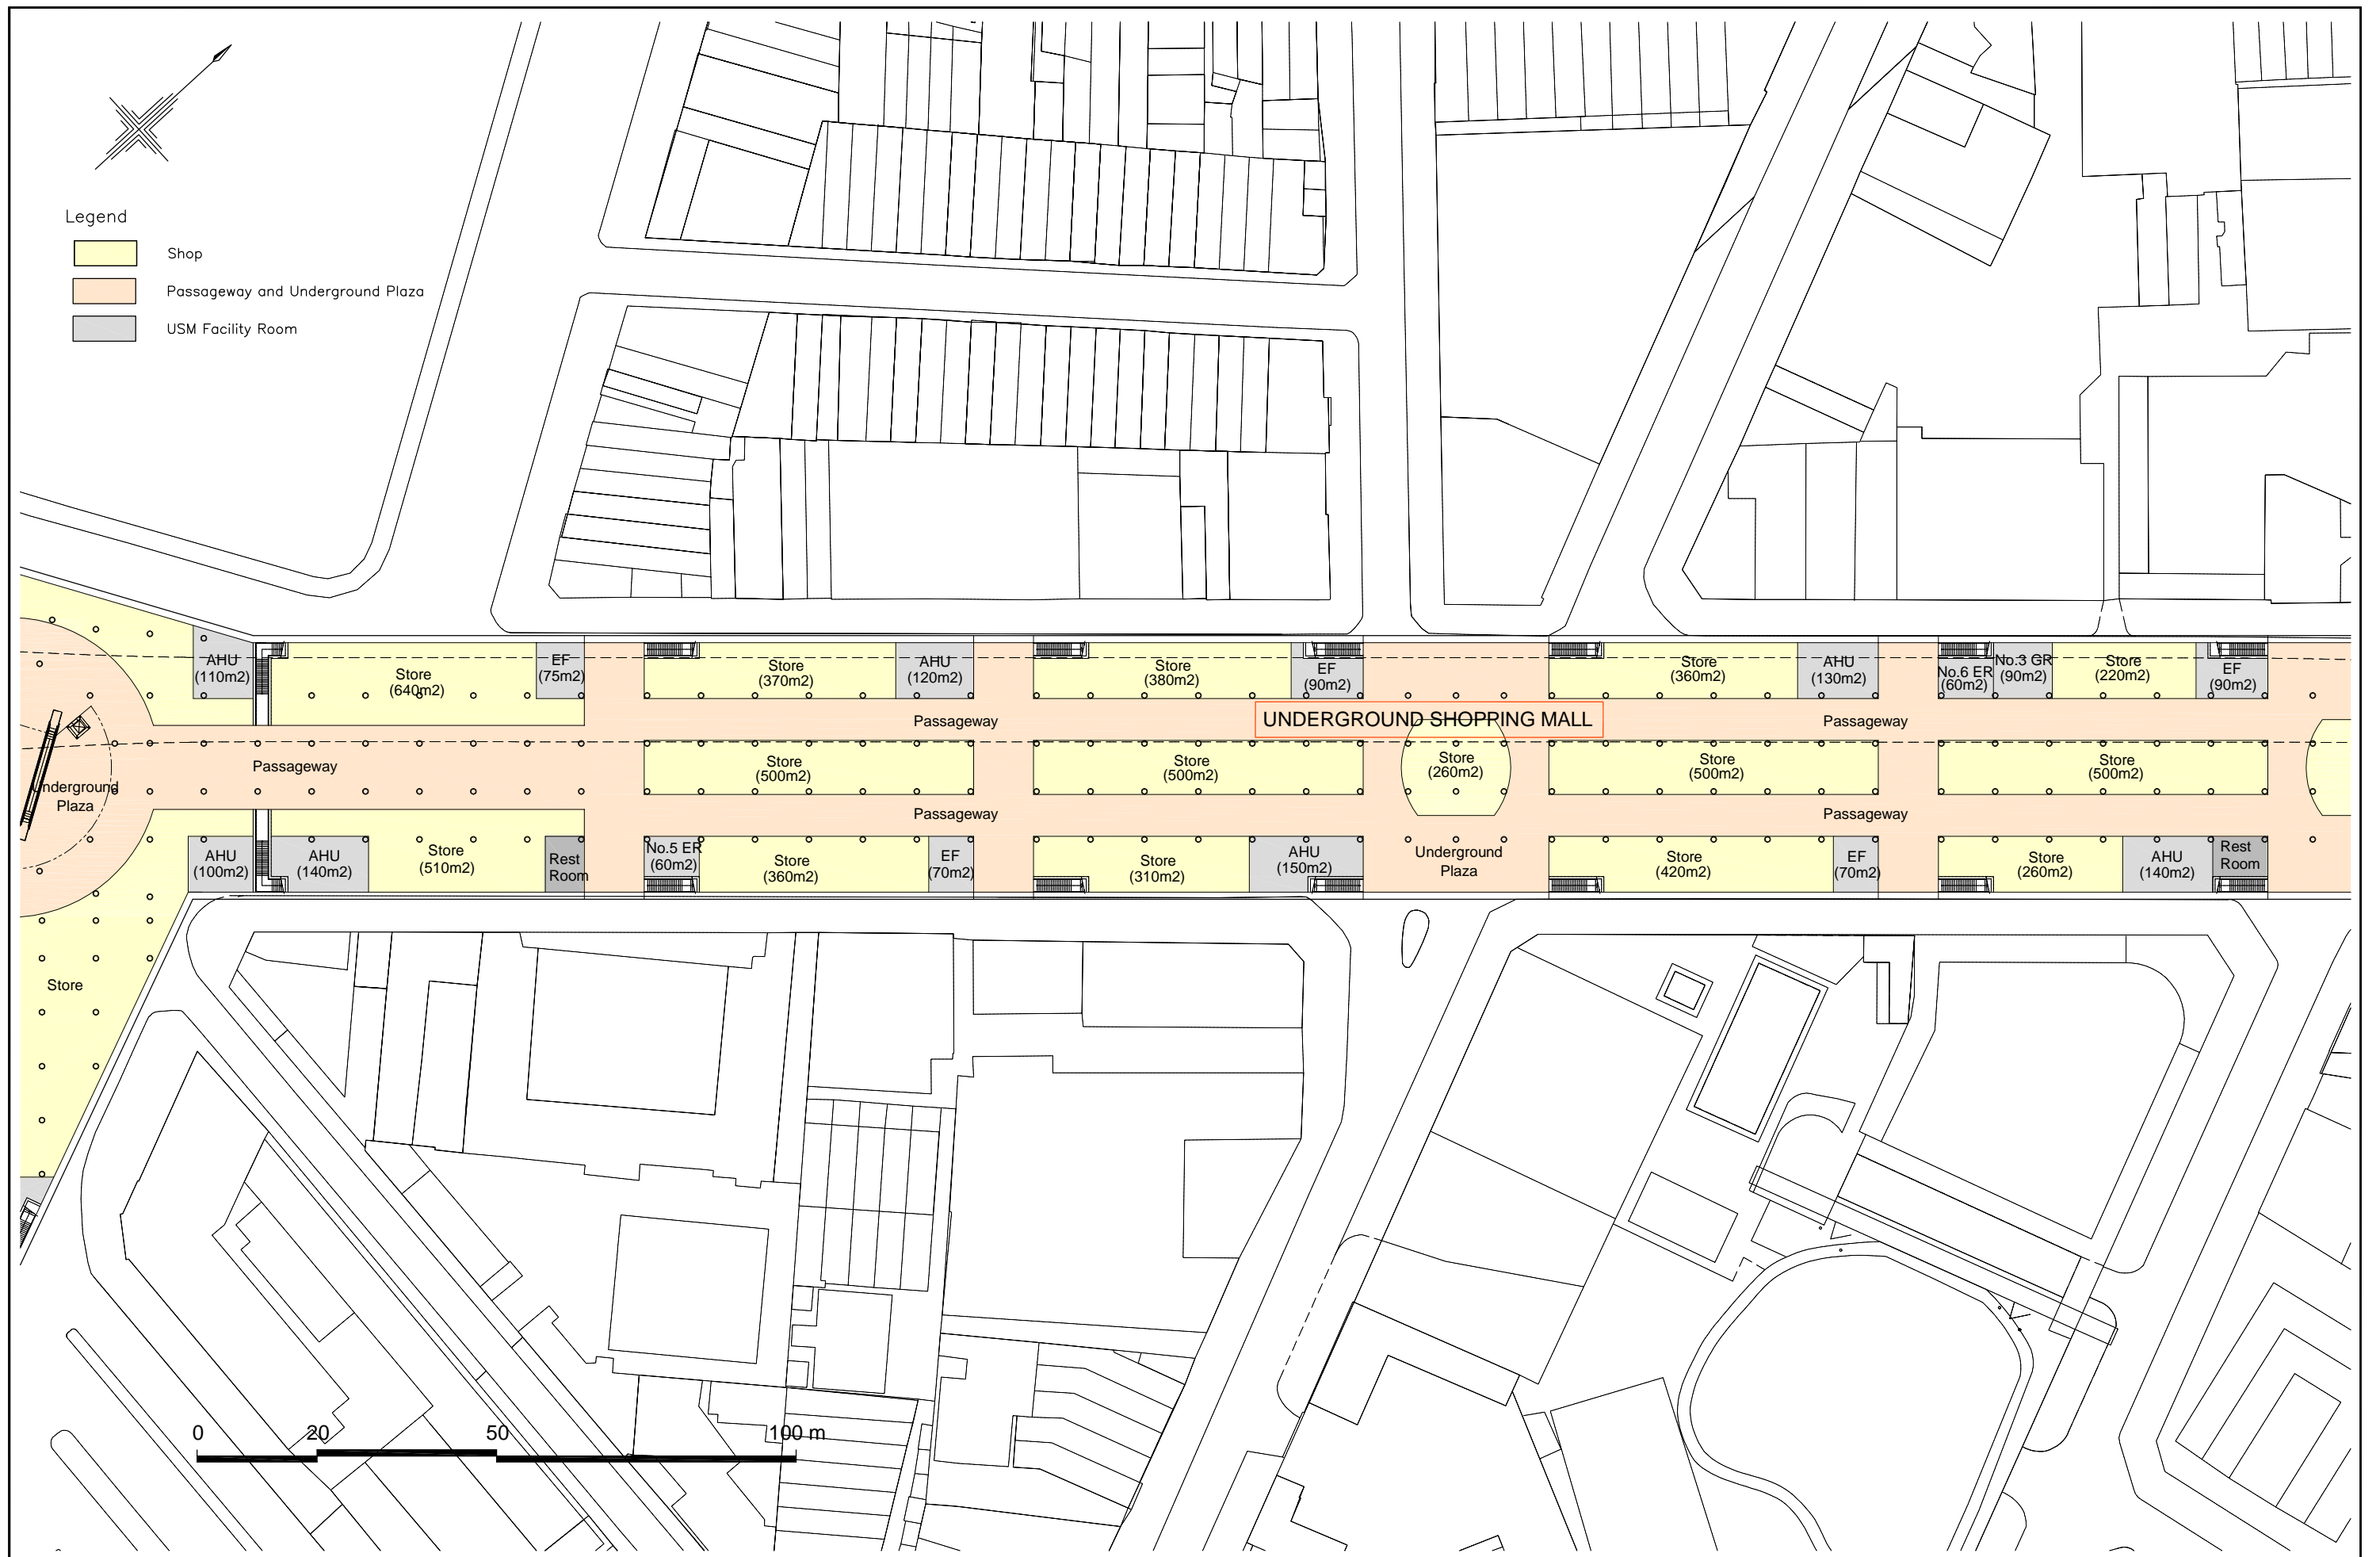 Legend
Shop
Passageway and Underground Plaza
USM Facility Room
AHU
(110m2)
Store
(640m2)
EF
(75m2)
Store
(370m2)
AHU
(120m2)
Store
(380m2)
EF
(90m2)
Store
(360m2)
AHU
(130m2)
No.6 ER
(60m2)
No.3 GR
(90m2)
Store
(220m2)
EF
(90m2)
Passageway
UNDERGROUND SHOPPING MALL
Passageway
Passageway
Store
(500m2)
Store
(500m2)
Store
(260m2)
Store
(500m2)
Store
(500m2)
Underground
Plaza
Passageway
Passageway
AHU
(100m2)
AHU
(140m2)
Store
(510m2)
Rest
Room
No.5 ER
(60m2)
Store
(360m2)
EF
(70m2)
Store
(310m2)
AHU
(150m2)
Underground
Plaza
Store
(420m2)
EF
(70m2)
Store
(260m2)
AHU
(140m2)
Rest
Room
Store
0 20 50 100 m